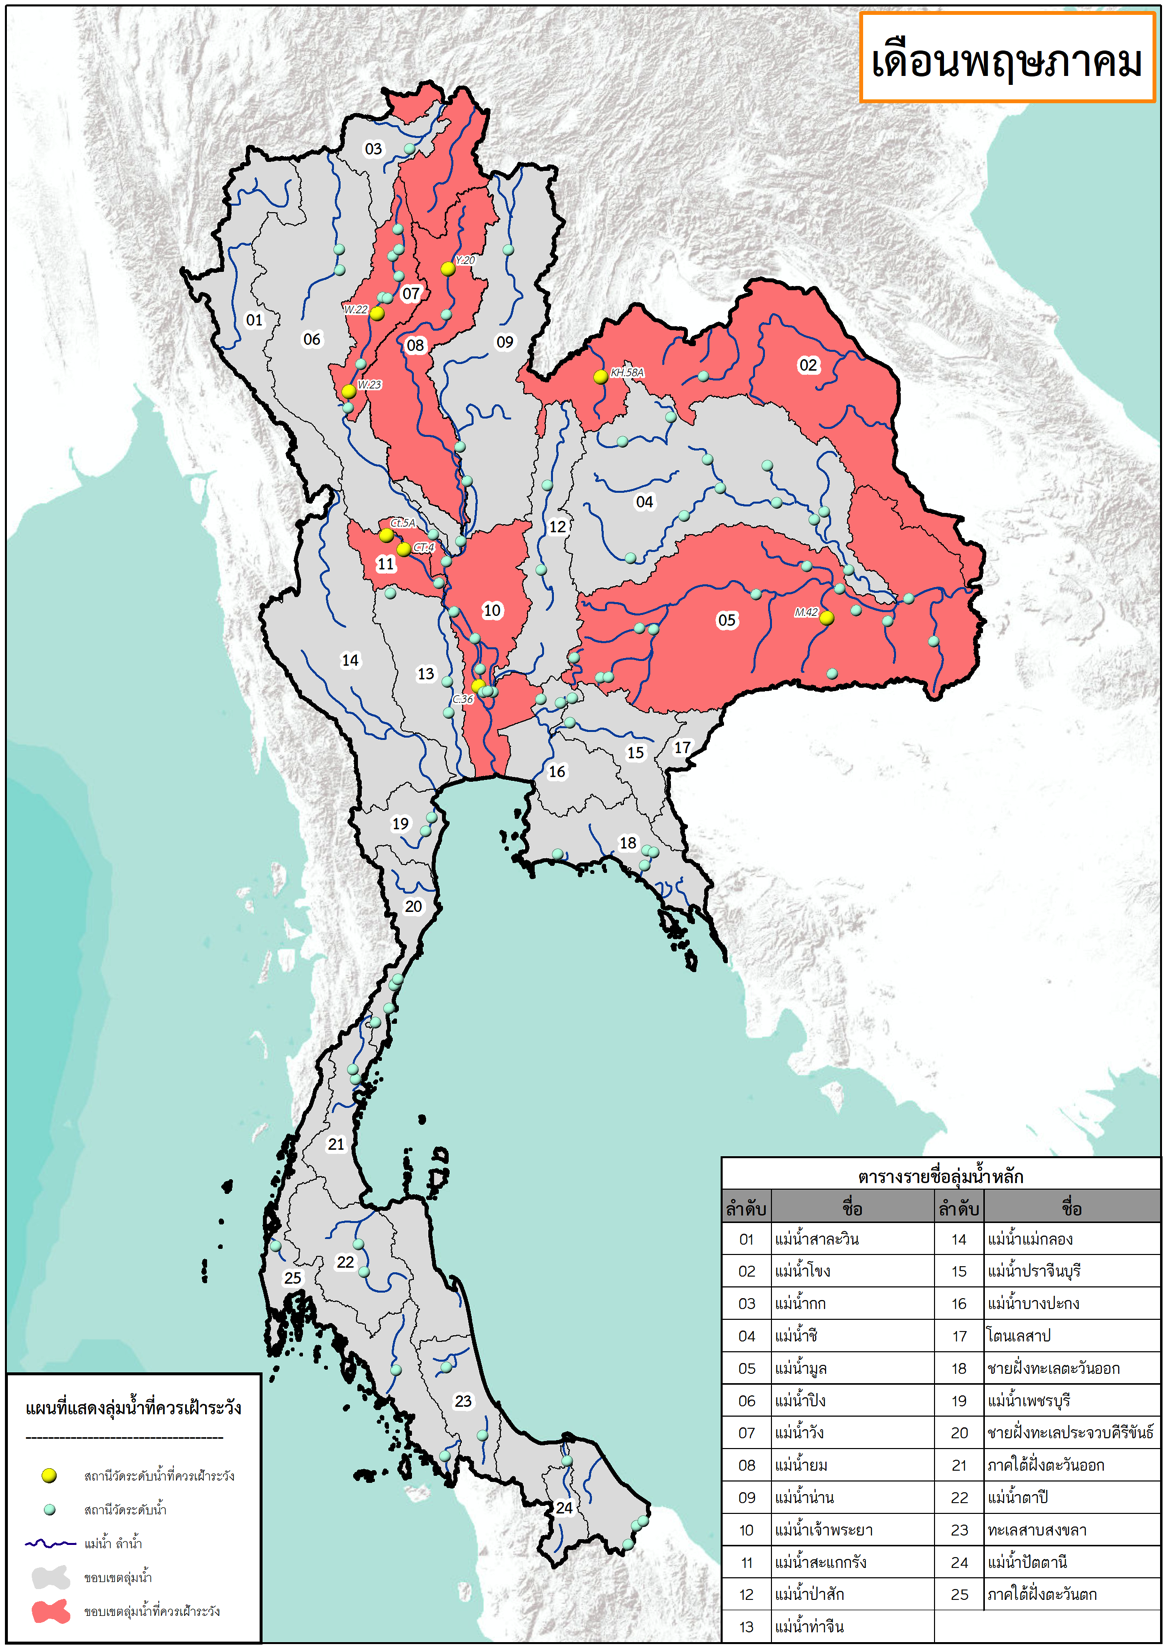 เดือนพฤษภาคม
03
Y.20
07
W.22
01
06
08
09
02
W.23
KH.58A
04
12
Ct.5A
CT.4
11
10
05
M.42
14
13
C.36
15
17
16
19
18
20
21
22
25
23
24
แผนที่แสดงลุ่มน้ำที่ควรเฝ้าระวัง
สถานีวัดระดับน้ำที่ควรเฝ้าระวัง
สถานีวัดระดับน้ำ
แม่น้ำ ลำน้ำ
ขอบเขตลุ่มน้ำ
ขอบเขตลุ่มน้ำที่ควรเฝ้าระวัง
ตารางรายชื่อลุ่มน้ำหลัก
ลำดับ ชื่อ ลำดับ ชื่อ
01 แม่น้ำสาละวิน 14 แม่น้ำแม่กลอง
02 แม่น้ำโขง 15 แม่น้ำปราจีนบุรี
03 แม่น้ำกก 16 แม่น้ำบางปะกง
04 แม่น้ำชี 17 โตนเลสาป
05 แม่น้ำมูล 18 ชายฝั่งทะเลตะวันออก
06 แม่น้ำปิง 19 แม่น้ำเพชรบุรี
07 แม่น้ำวัง 20 ชายฝั่งทะเลประจวบคีรีขันธ์
08 แม่น้ำยม 21 ภาคใต้ฝั่งตะวันออก
09 แม่น้ำน่าน 22 แม่น้ำตาปี
10 แม่น้ำเจ้าพระยา 23 ทะเลสาบสงขลา
11 แม่น้ำสะแกกรัง 24 แม่น้ำปัตตานี
12 แม่น้ำป่าสัก 25 ภาคใต้ฝั่งตะวันตก
13 แม่น้ำท่าจีน